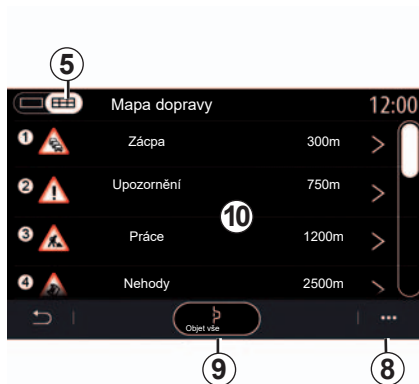 5
Mapa dopravy 12:00
1 Zácpa 300m
2 Upozornění 750m
10
3 Práce 1200m
4 Nehody 2500m
Objet vše
9 8